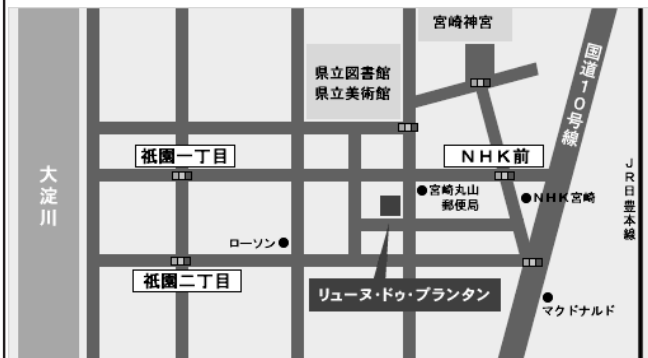 宮崎神宮
県立図書館
県立美術館
国道10号線
祇園一丁目
NHK前
JR日豊本線
大淀川
宮崎丸山
郵便局
NHK宮崎
ローソン
祇園二丁目
リューヌ・ドゥ・プランタン
マクドナルド